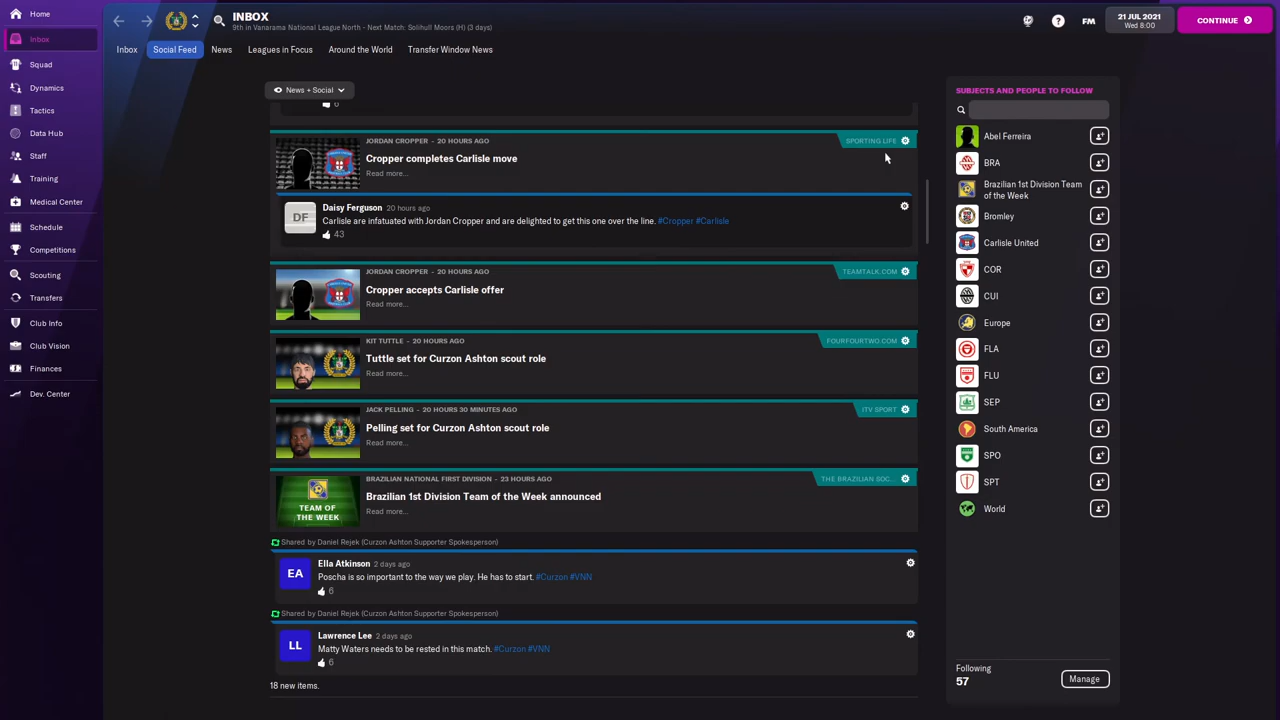 Home
Inbox
Squad
Dynamics
Tactics
Data Hub
Staff
Training
Medical Center
Schedule
Competitions
Scouting
Transfers
Club Info
Club Vision
Finances
Dev. Center
INBOX
9th in Vanarama National League North - Next Match: Solihull Moors (H) (3 days)
FM
21 JUL 2021
Wed 8:00
CONTINUE
Inbox
Social Feed
News
Leagues in Focus
Around the World
Transfer Window News
News + Social
JORDAN CROPPER - 20 HOURS AGO
SPORTING LIFE
Cropper completes Carlisle move
Read more...
DF
Daisy Ferguson 20 hours ago
Carlisle are infatuated with Jordan Cropper and are delighted to get this one over the line. #Cropper #Carlisle
43
JORDAN CROPPER - 20 HOURS AGO
TEAMTALK.COM
Cropper accepts Carlisle offer
Read more...
KIT TUTTLE - 20 HOURS AGO
FOURFOURTWO.COM
Tuttle set for Curzon Ashton scout role
Read more...
JACK PELLING - 20 HOURS 30 MINUTES AGO
ITV SPORT
Pelling set for Curzon Ashton scout role
Read more...
BRAZILIAN NATIONAL FIRST DIVISION - 23 HOURS AGO
THE BRAZILIAN SOC...
TEAM OF
THE WEEK
Brazilian 1st Division Team of the Week announced
Read more...
Shared by Daniel Rejek (Curzon Ashton Supporter Spokesperson)
EA
Ella Atkinson 2 days ago
Poscha is so important to the way we play. He has to start. #Curzon #VNN
6
Shared by Daniel Rejek (Curzon Ashton Supporter Spokesperson)
LL
Lawrence Lee 2 days ago
Matty Waters needs to be rested in this match. #Curzon #VNN
6
18 new items.
SUBJECTS AND PEOPLE TO FOLLOW
Abel Ferreira
BRA
Brazilian 1st Division Team
of the Week
Bromley
Carlisle United
COR
CUI
Europe
FLA
FLU
SEP
South America
SPO
SPT
World
Following
57
Manage